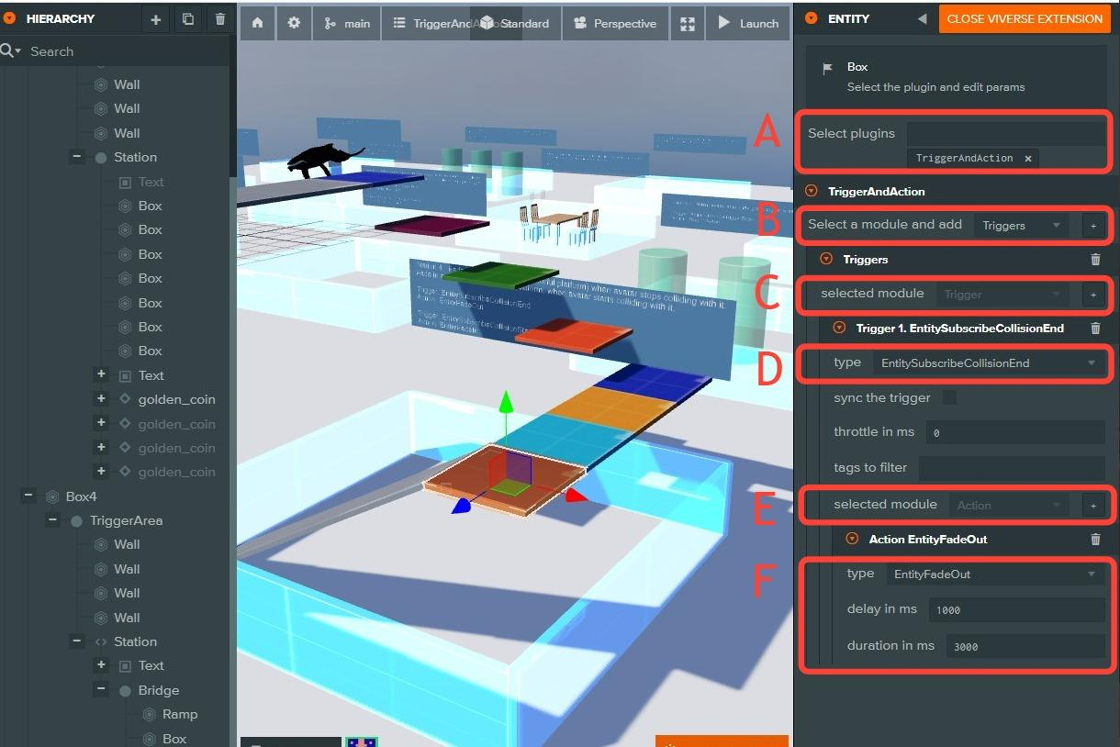 HIERARCHY
Search
Wall
Wall
Wall
Station
Text
Box
Box
Box
Box
Box
Box
Box
Text
golden_coin
golden_coin
golden_coin
golden_coin
Box4
TriggerArea
Wall
Wall
Wall
Wall
Station
Text
Bridge
Ramp
Box
main
Standard
Perspective
Launch
Trigger: EntitySubscribeCollisionEnd
A
B
C
D
E
F
ENTITY
CLOSE VIVERSE EXTENSION
Box
Select the plugin and edit params
Select plugins
TriggerAndAction ×
TriggerAndAction
Select a module and add Triggers +
Triggers
selected module Trigger +
Trigger 1. EntitySubscribeCollisionEnd
type EntitySubscribeCollisionEnd
sync the trigger
throttle in ms 0
tags to filter
selected module Action +
Action EntityFadeOut
type EntityFadeOut
delay in ms 1000
duration in ms 3000